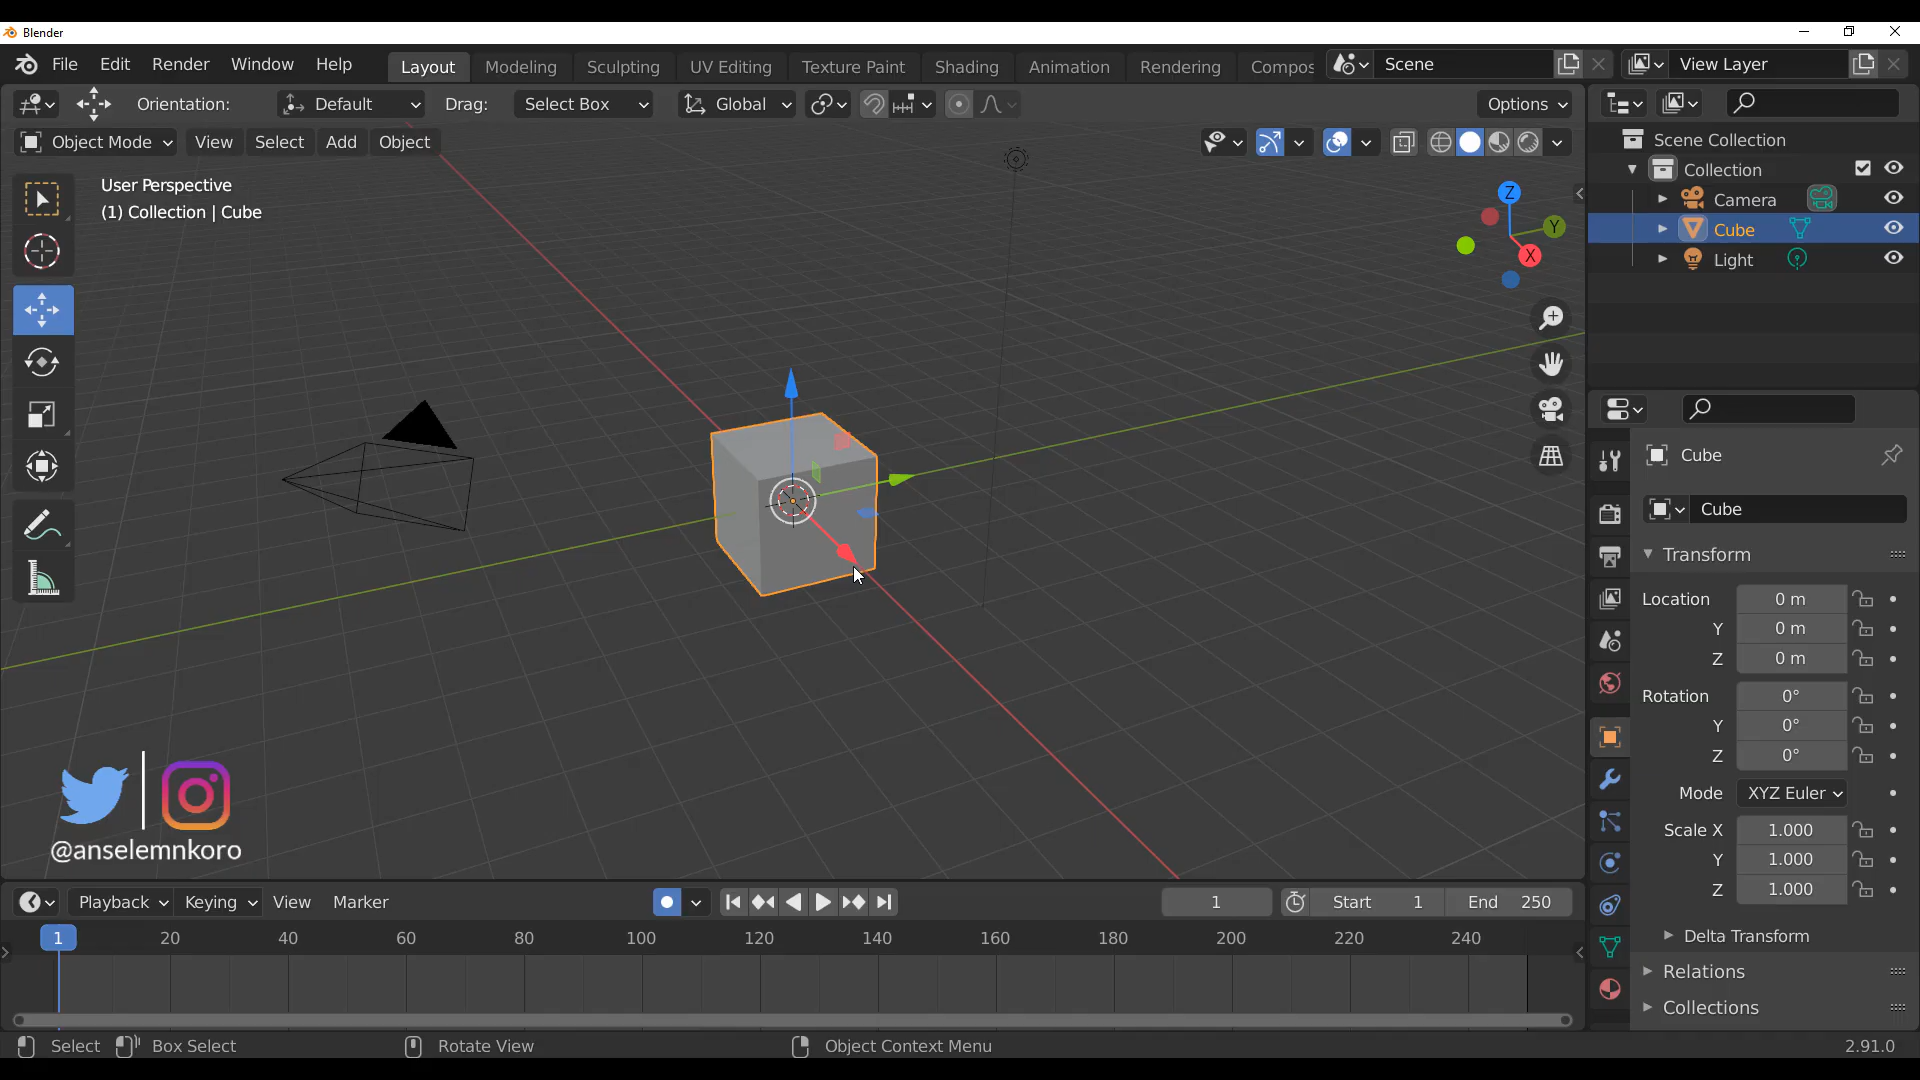 Blender
File Edit Render Window Help Layout Modeling Sculpting UV Editing Texture Paint Shading Animation Rendering Compos Scene View Layer
Orientation: Default Drag: Select Box Global Options
Object Mode View Select Add Object
User Perspective
(1) Collection | Cube
Z
Y
X
Scene Collection
Collection
Camera
Cube
Light
Cube
Cube
Transform
Location 0 m
Y 0 m
Z 0 m
Rotation 0°
Y 0°
Z 0°
Mode XYZ Euler
Scale X 1.000
Y 1.000
Z 1.000
Delta Transform
Relations
Collections
@anselemnkoro
Playback Keying View Marker 1 Start 1 End 250
1 20 40 60 80 100 120 140 160 180 200 220 240
Select Box Select Rotate View Object Context Menu 2.91.0